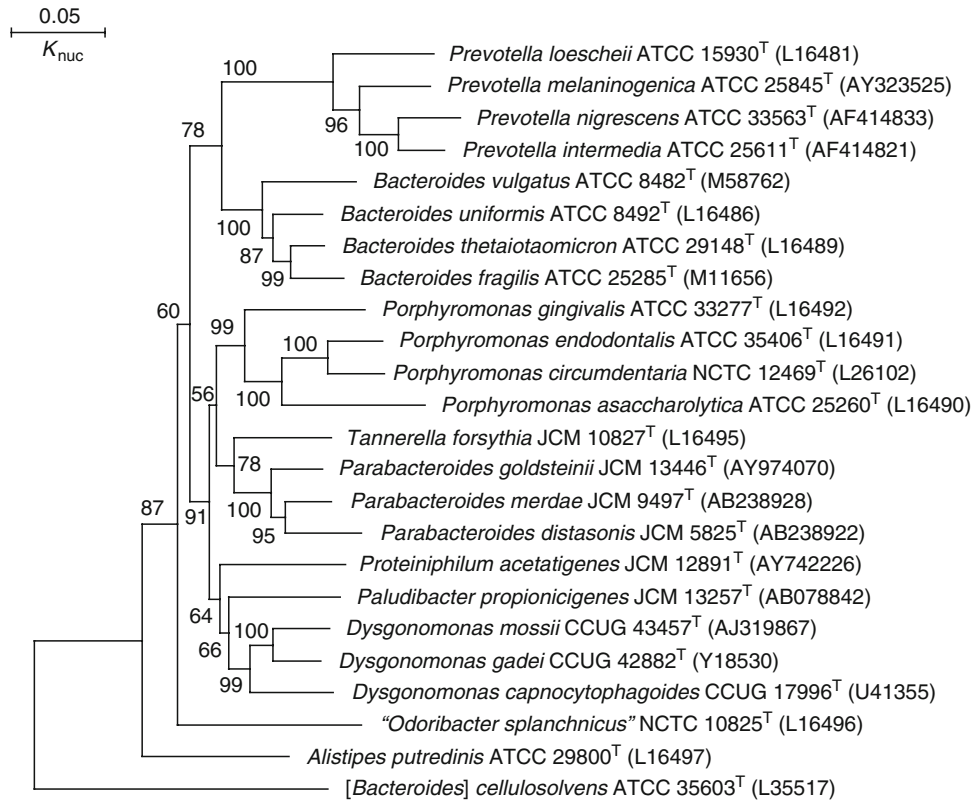 0.05
Knuc
Prevotella loescheii ATCC 15930T (L16481)
100
Prevotella melaninogenica ATCC 25845T (AY323525)
Prevotella nigrescens ATCC 33563T (AF414833)
96
78
100
Prevotella intermedia ATCC 25611T (AF414821)
Bacteroides vulgatus ATCC 8482T (M58762)
Bacteroides uniformis ATCC 8492T (L16486)
100
Bacteroides thetaiotaomicron ATCC 29148T (L16489)
87
99
Bacteroides fragilis ATCC 25285T (M11656)
Porphyromonas gingivalis ATCC 33277T (L16492)
60
99
Porphyromonas endodontalis ATCC 35406T (L16491)
100
Porphyromonas circumdentaria NCTC 12469T (L26102)
56
100
Porphyromonas asaccharolytica ATCC 25260T (L16490)
Tannerella forsythia JCM 10827T (L16495)
78
Parabacteroides goldsteinii JCM 13446T (AY974070)
Parabacteroides merdae JCM 9497T (AB238928)
87
91
100
95
Parabacteroides distasonis JCM 5825T (AB238922)
Proteiniphilum acetatigenes JCM 12891T (AY742226)
Paludibacter propionicigenes JCM 13257T (AB078842)
64
100
Dysgonomonas mossii CCUG 43457T (AJ319867)
66
Dysgonomonas gadei CCUG 42882T (Y18530)
99
Dysgonomonas capnocytophagoides CCUG 17996T (U41355)
“Odoribacter splanchnicus” NCTC 10825T (L16496)
Alistipes putredinis ATCC 29800T (L16497)
[Bacteroides] cellulosolvens ATCC 35603T (L35517)